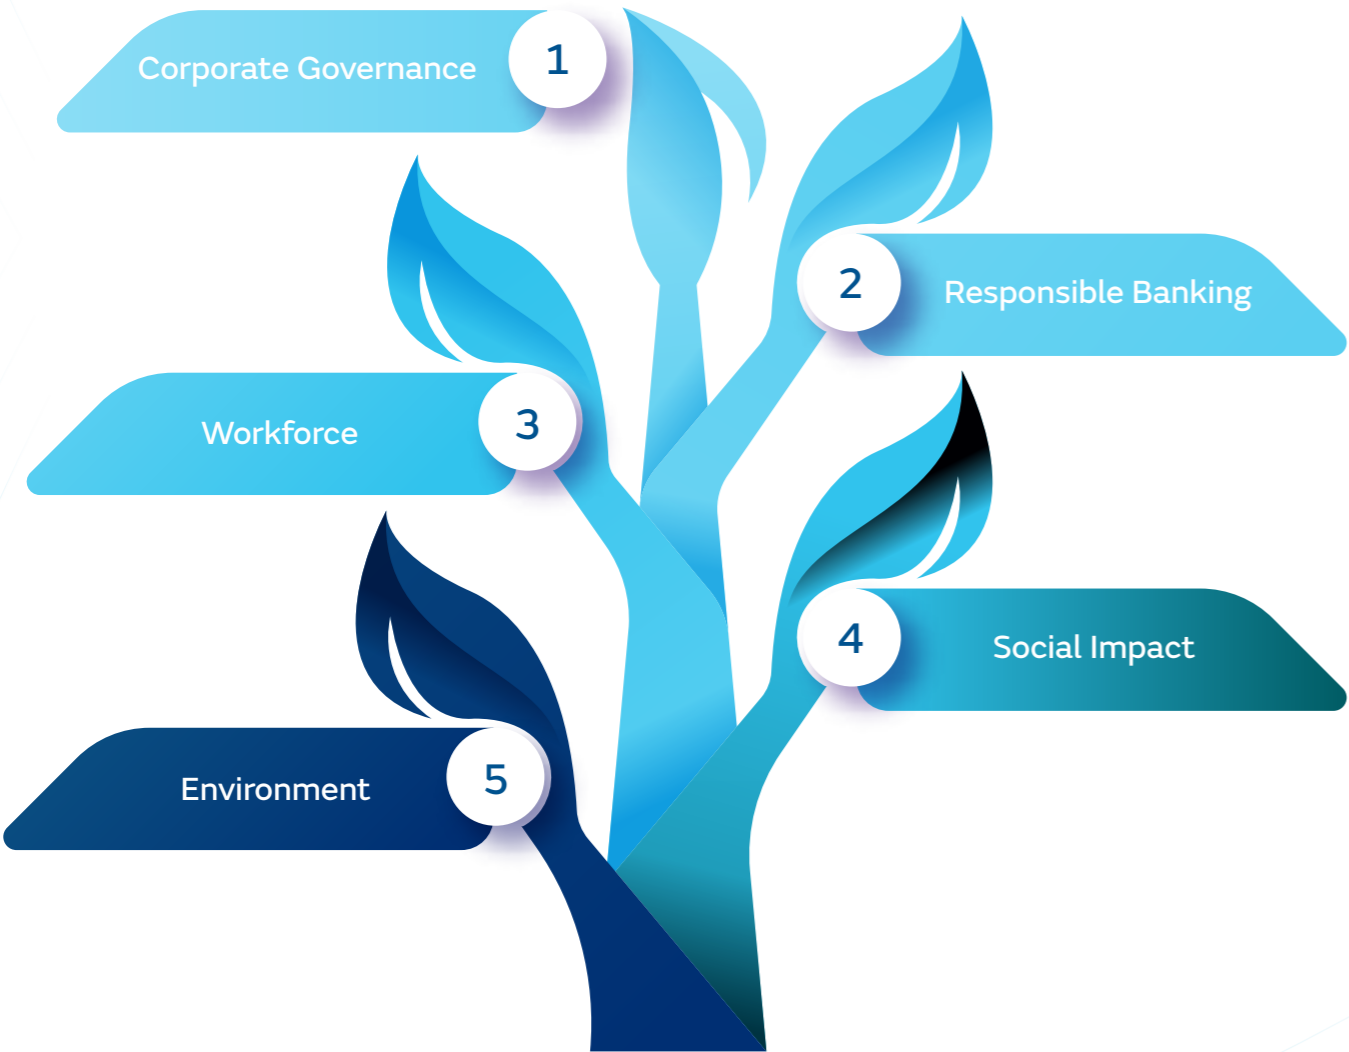 Corporate Governance
1
2
Responsible Banking
3
Workforce
4
Social Impact
5
Environment